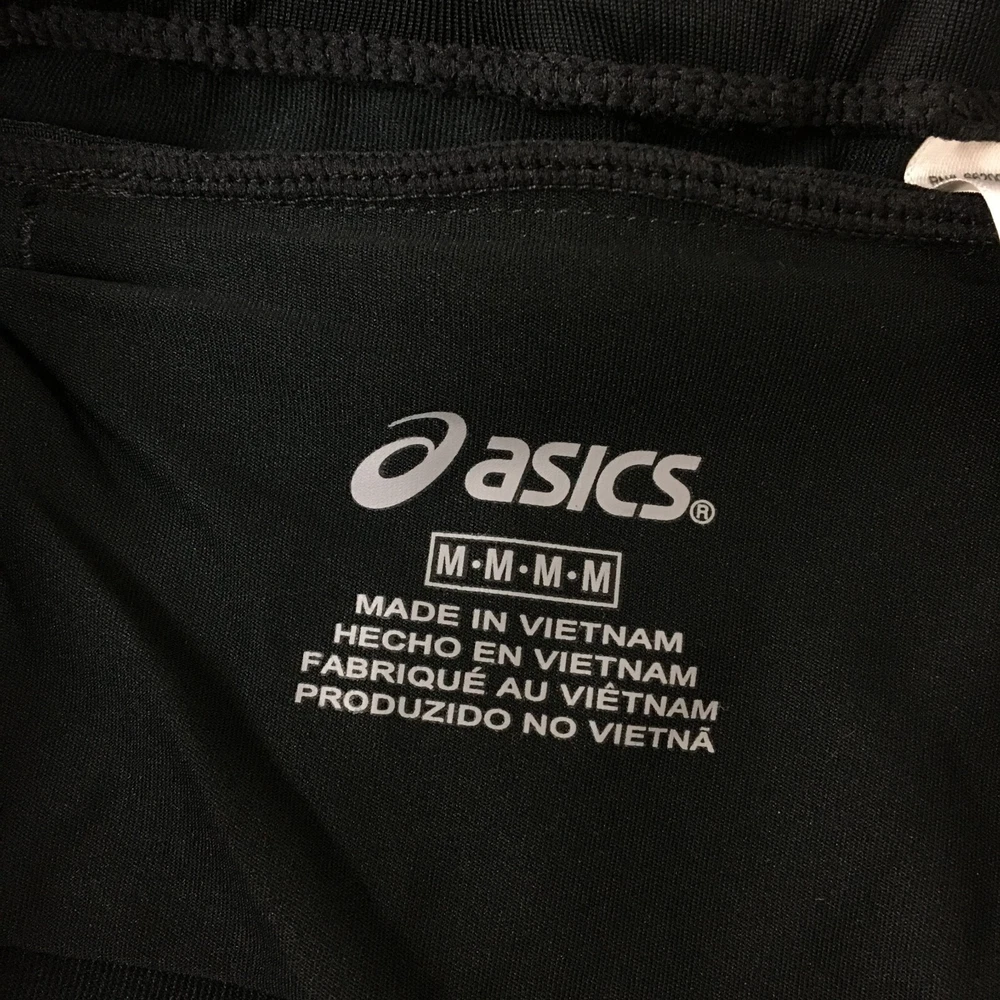 asics®
M·M·M·M
MADE IN VIETNAM
HECHO EN VIETNAM
FABRIQUÉ AU VIÊTNAM
PRODUZIDO NO VIETNÃ